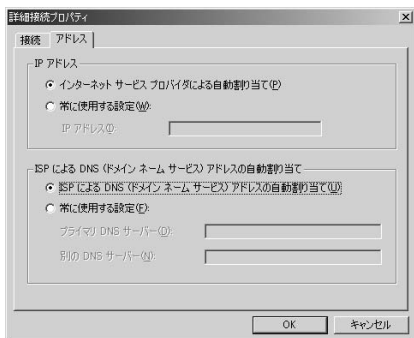 詳細接続プロパティ
接続 アドレス
IP アドレス
インターネット サービス プロバイダによる自動割り当て(P)
常に使用する設定(W):
IP アドレス(I):
ISP による DNS (ドメイン ネーム サービス) アドレスの自動割り当て
ISP による DNS (ドメイン ネーム サービス) アドレスの自動割り当て(U)
常に使用する設定(F):
プライマリ DNS サーバー(D):
別の DNS サーバー(N):
OK キャンセル